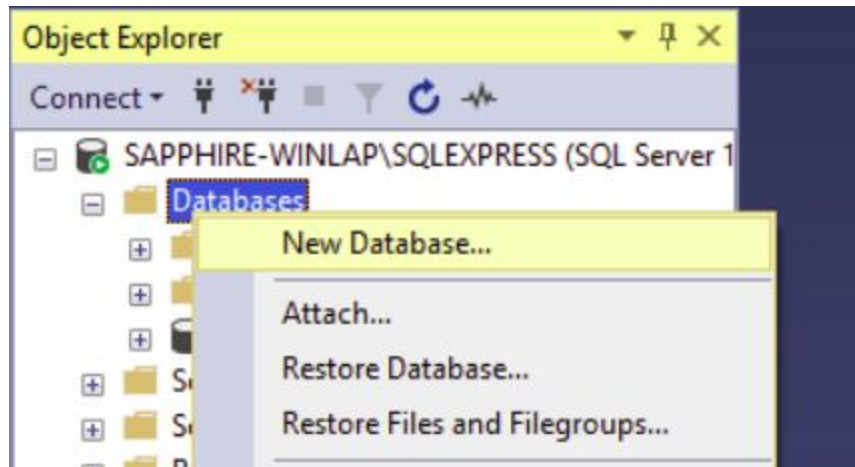 Object Explorer
Connect
SAPPHIRE-WINLAP\SQLEXPRESS (SQL Server 1
Databases
New Database...
Attach...
Restore Database...
Restore Files and Filegroups...